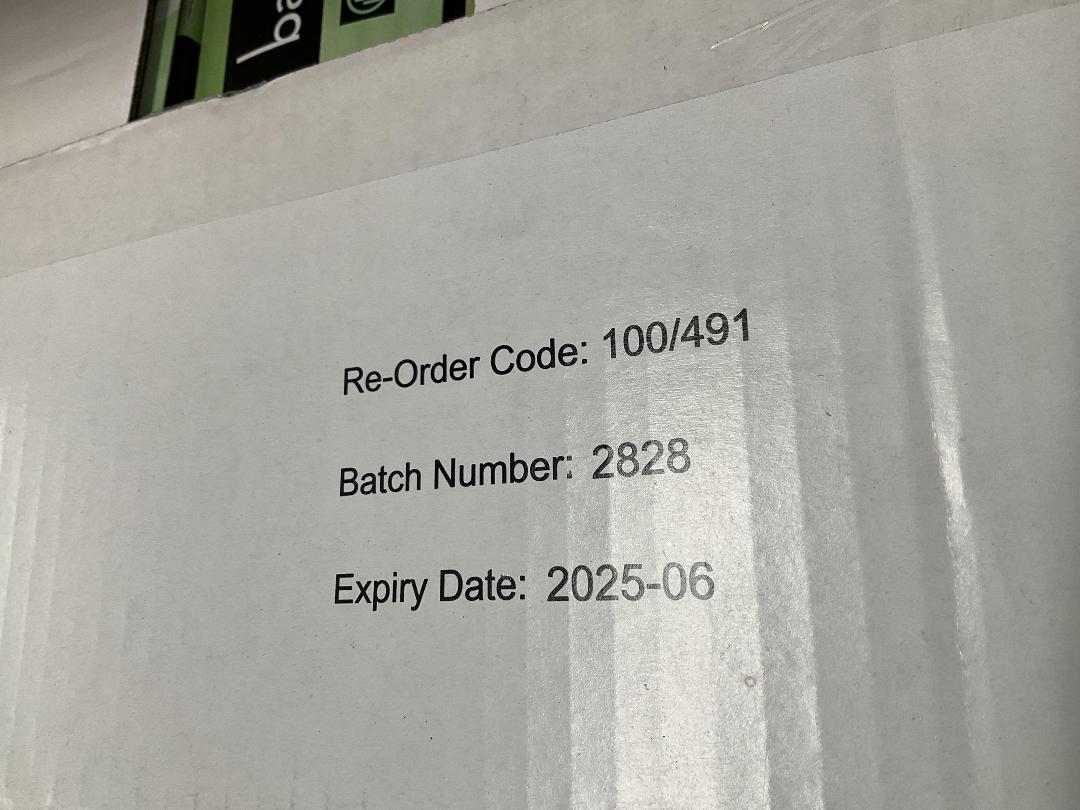 Re-Order Code: 100/491
Batch Number: 2828
Expiry Date: 2025-06